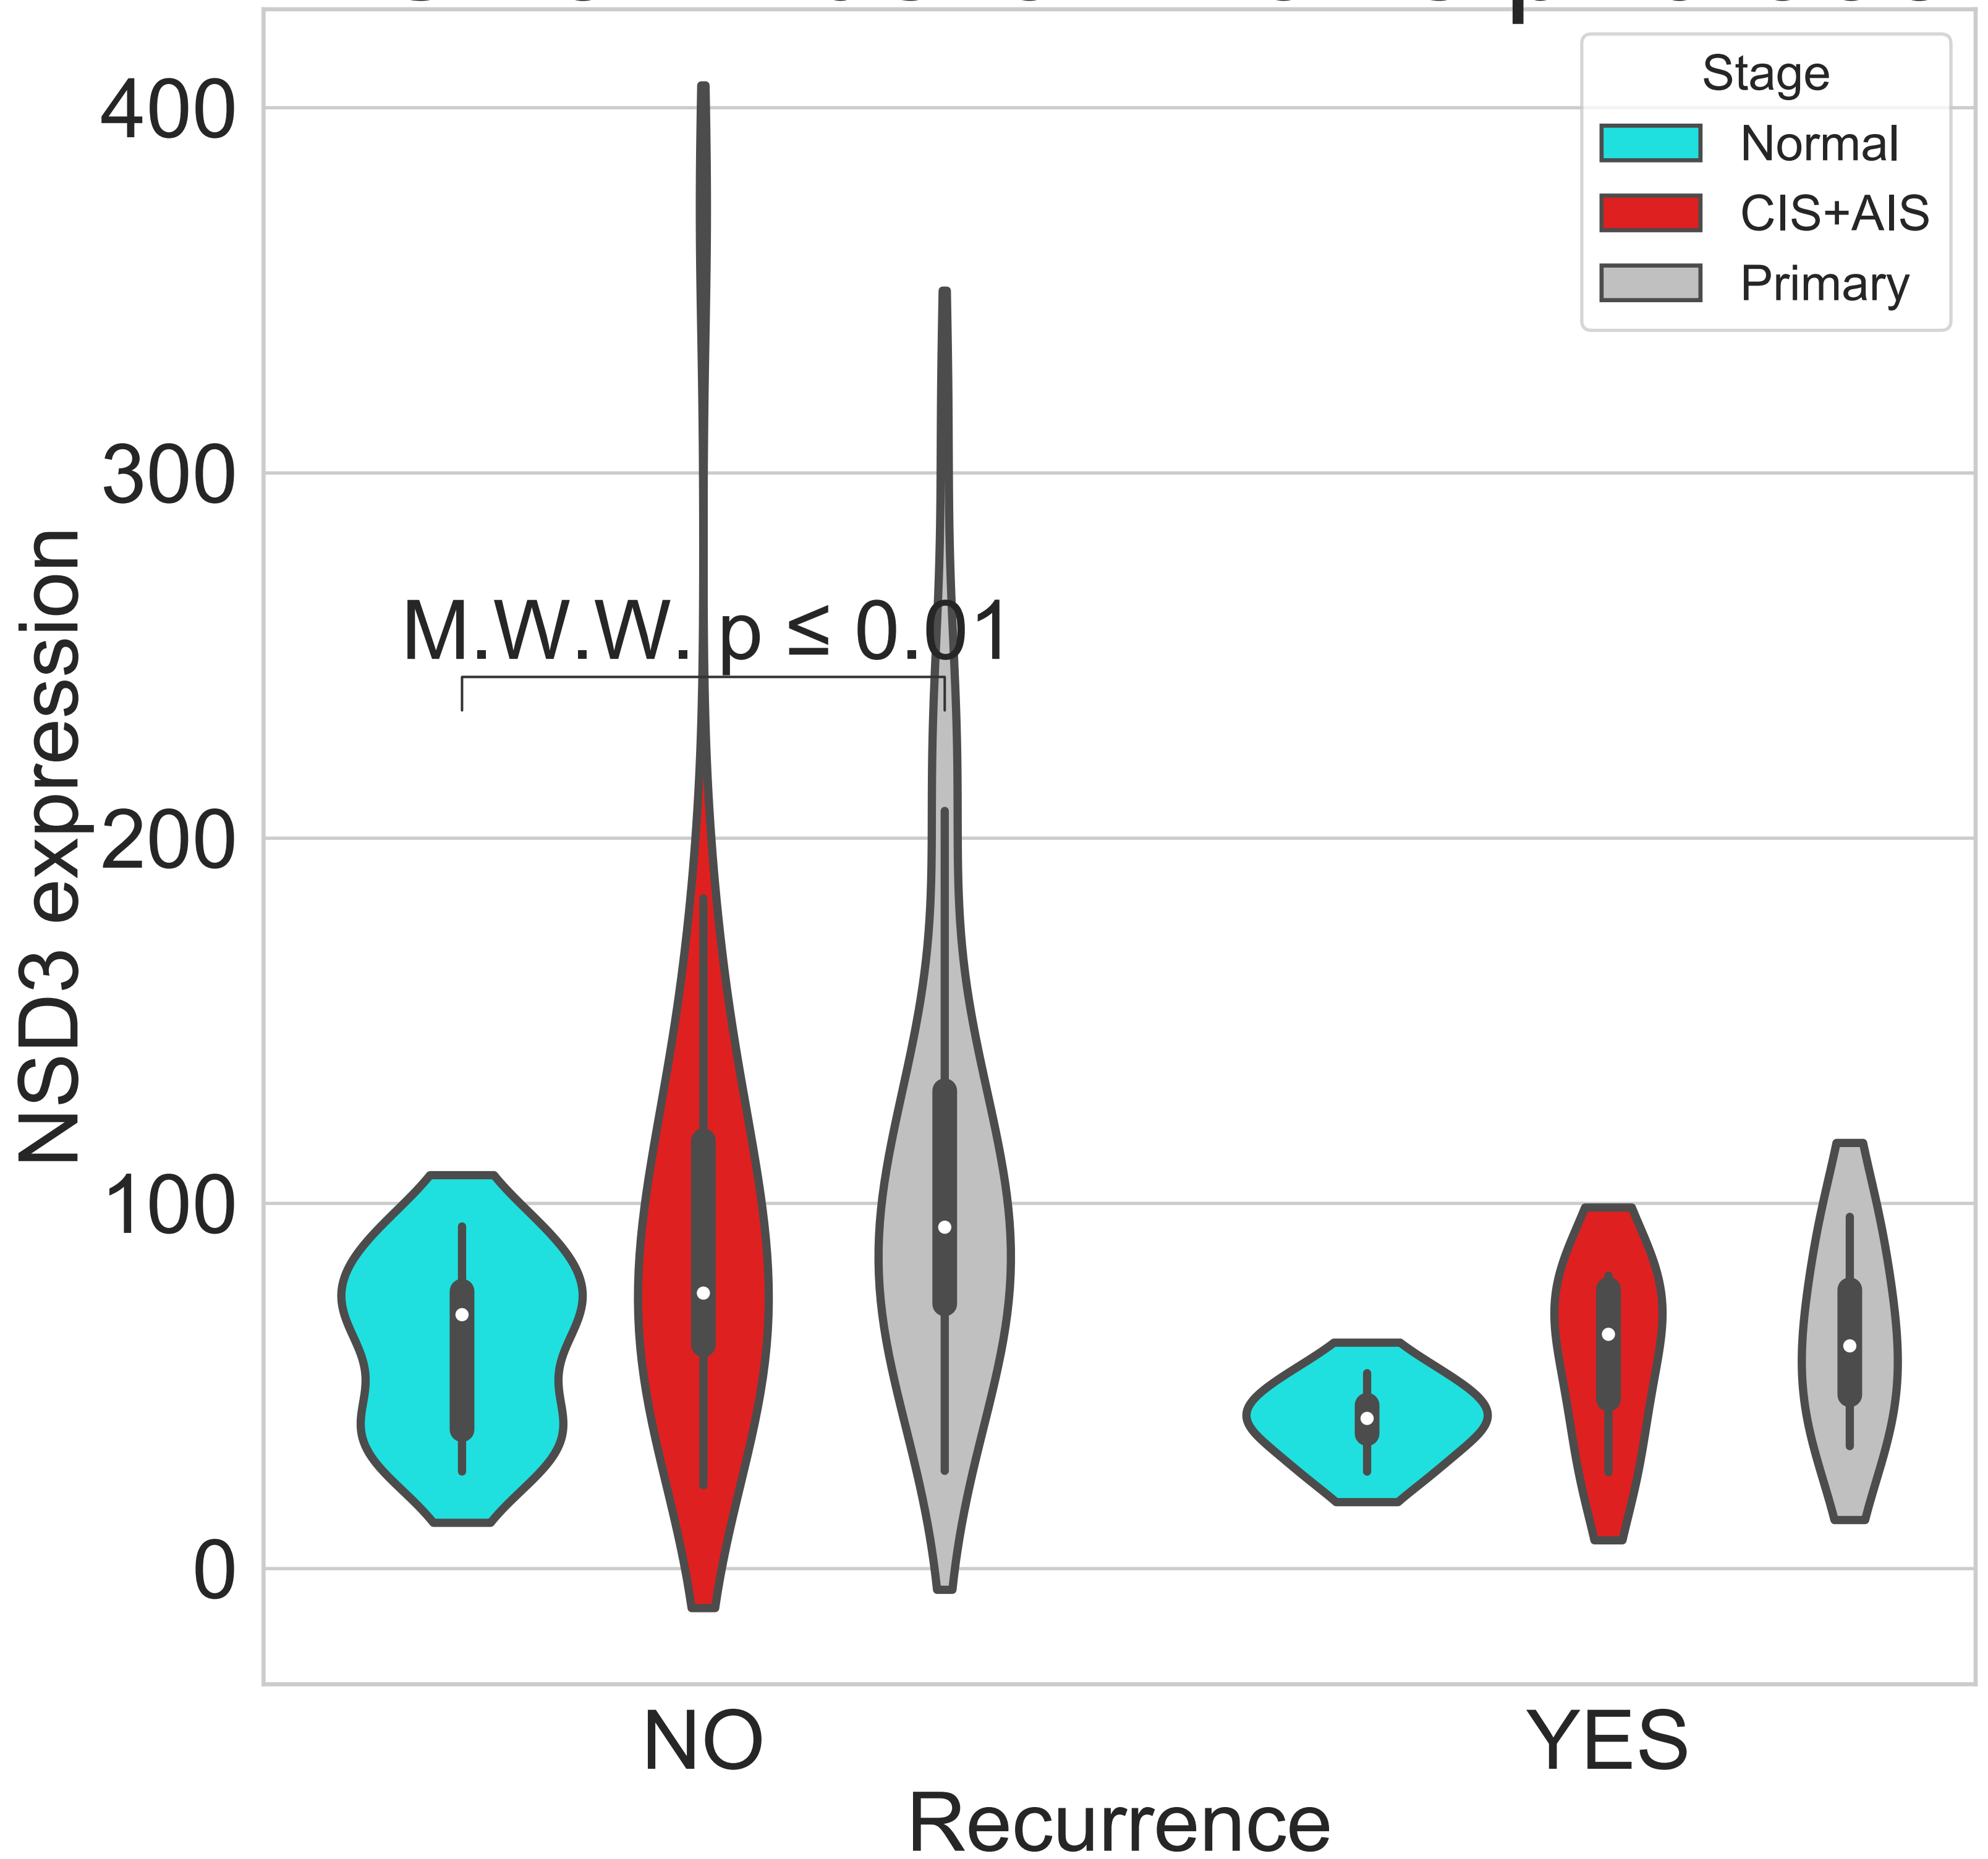 Stage
Normal
CIS+AIS
Primary
400
300
200
100
0
NSD3 expression
M.W.W. p ≤ 0.01
NO
YES
Recurrence